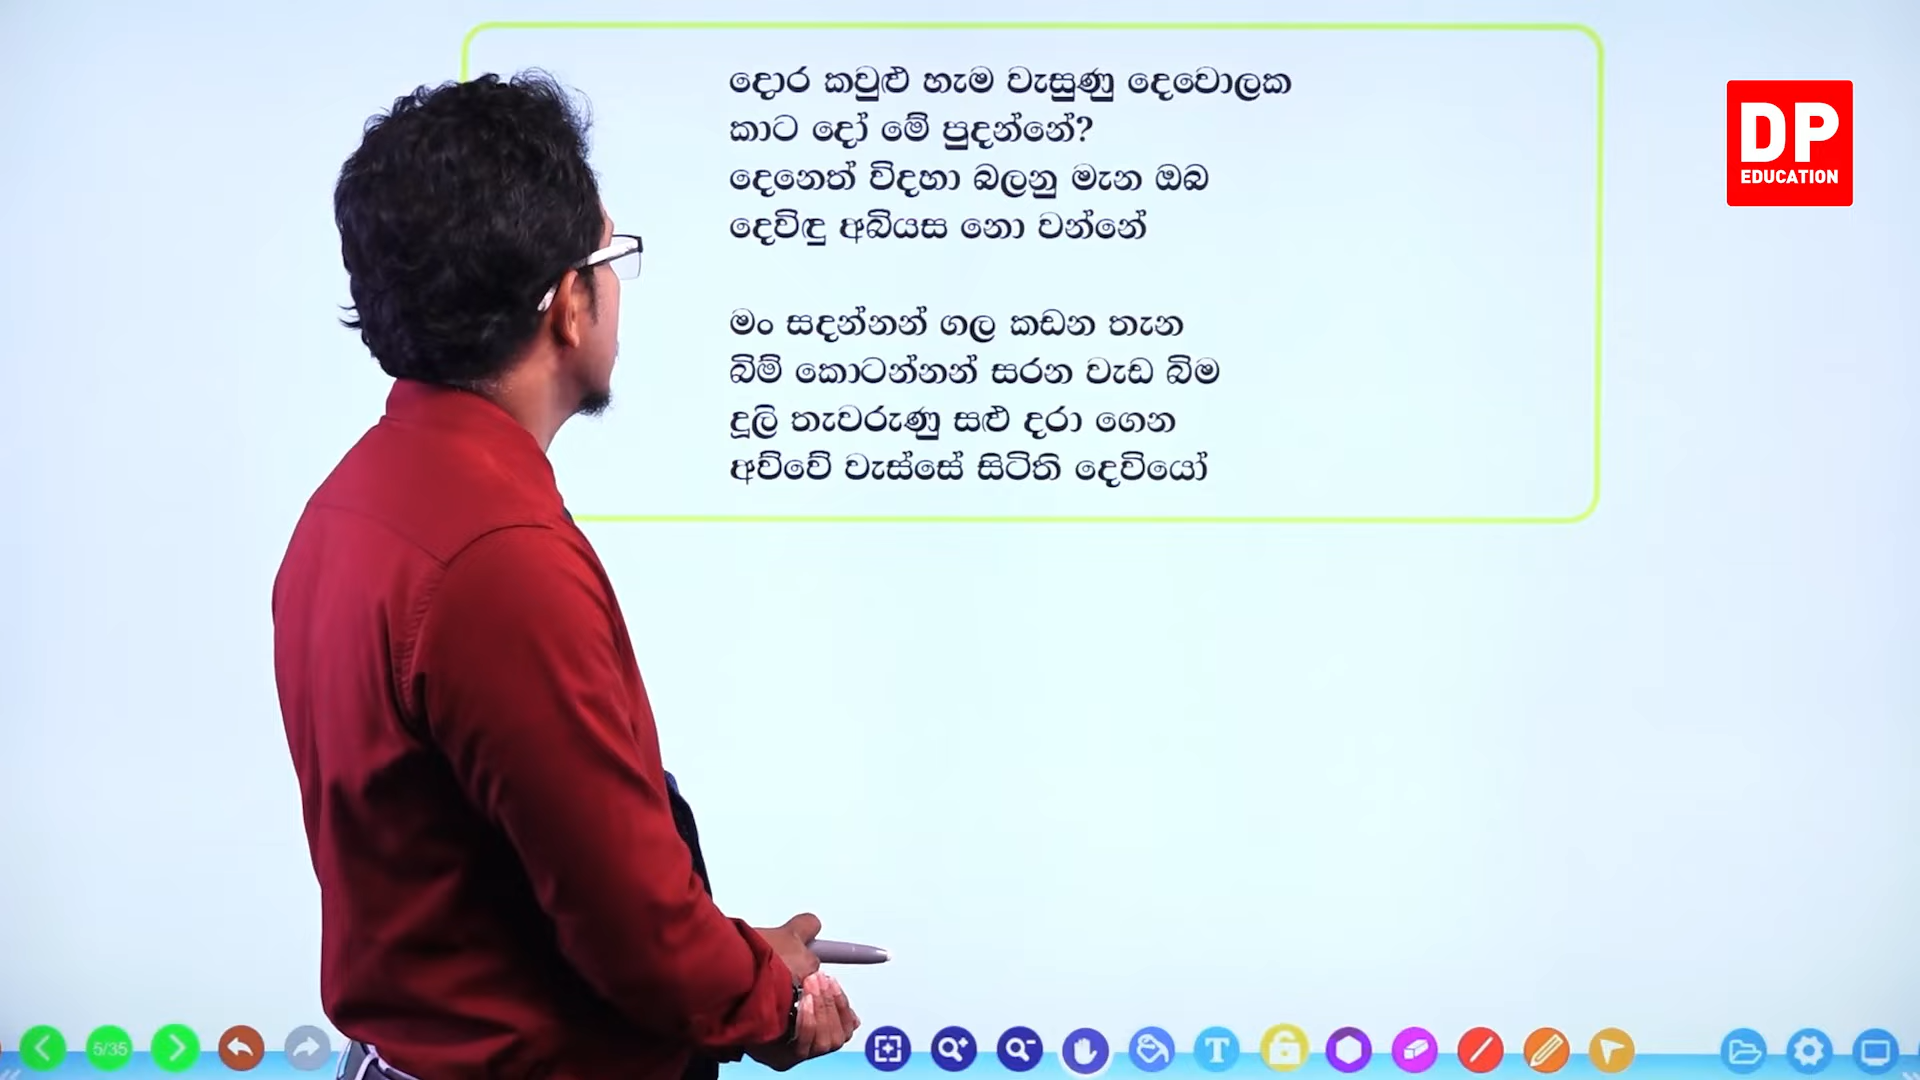 දොර කවුළු හැම වැසුණු දෙවොලක
කාට දෝ මේ පුදන්නේ?
දෙනෙත් විදහා බලනු මැන ඔබ
දෙවිඳු අබියස නො වන්නේ
මං සදන්නන් ගල කඩන තැන
බිම් කොටන්නන් සරන වැඩ බිම
දූලි තැවරුණු සළු දරා ගෙන
අව්වේ වැස්සේ සිටිති දෙවියෝ
DP
EDUCATION
5/35
T